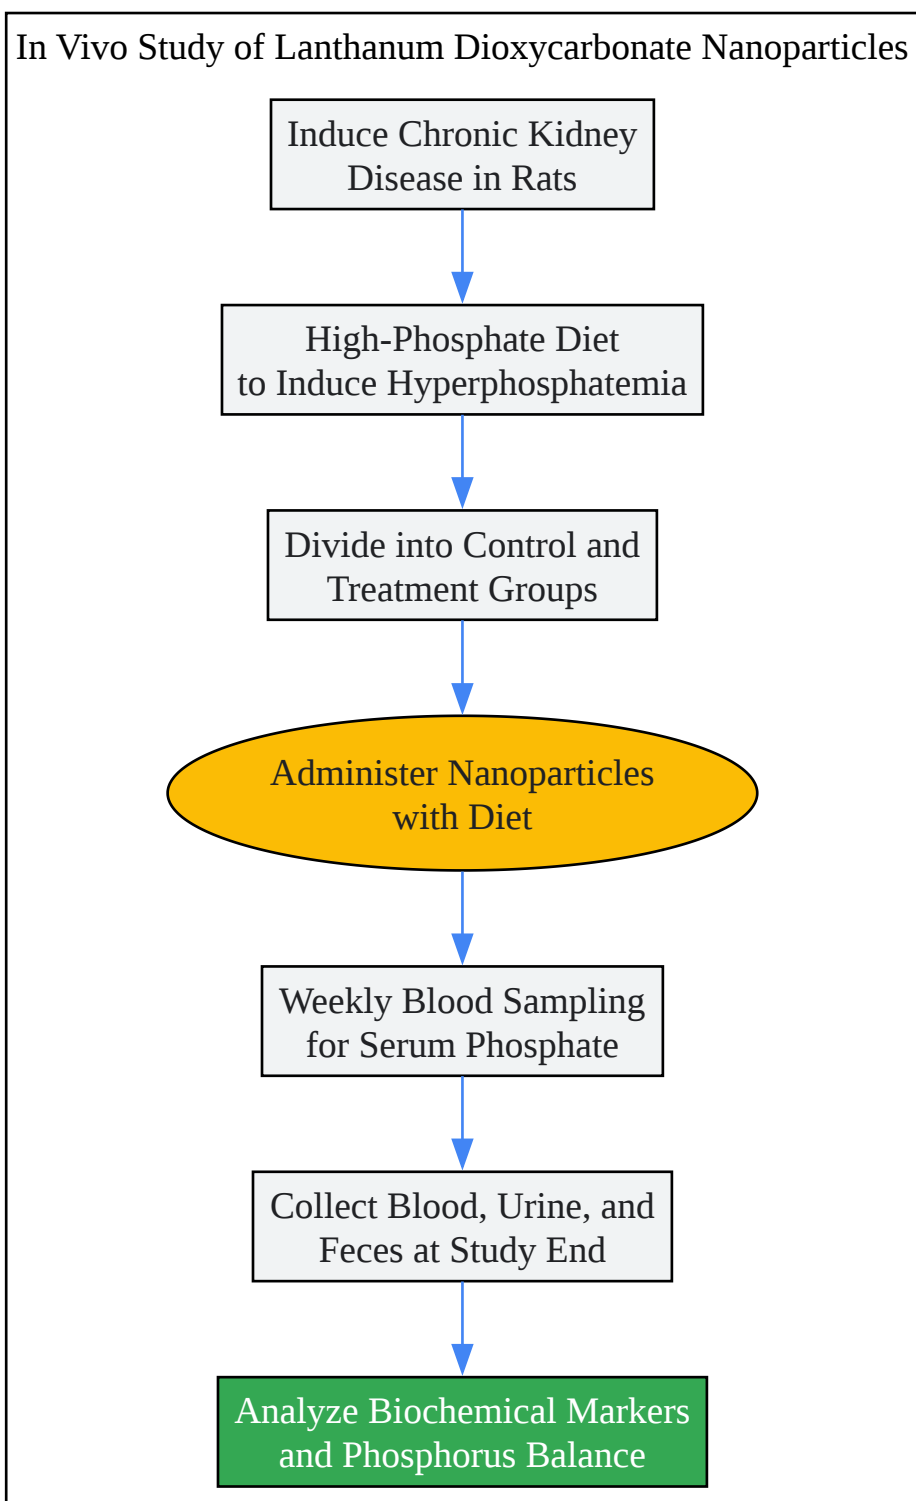 In Vivo Study of Lanthanum Dioxycarbonate Nanoparticles
Induce Chronic Kidney
Disease in Rats
High-Phosphate Diet
to Induce Hyperphosphatemia
Divide into Control and
Treatment Groups
Administer Nanoparticles
with Diet
Weekly Blood Sampling
for Serum Phosphate
Collect Blood, Urine, and
Feces at Study End
Analyze Biochemical Markers
and Phosphorus Balance